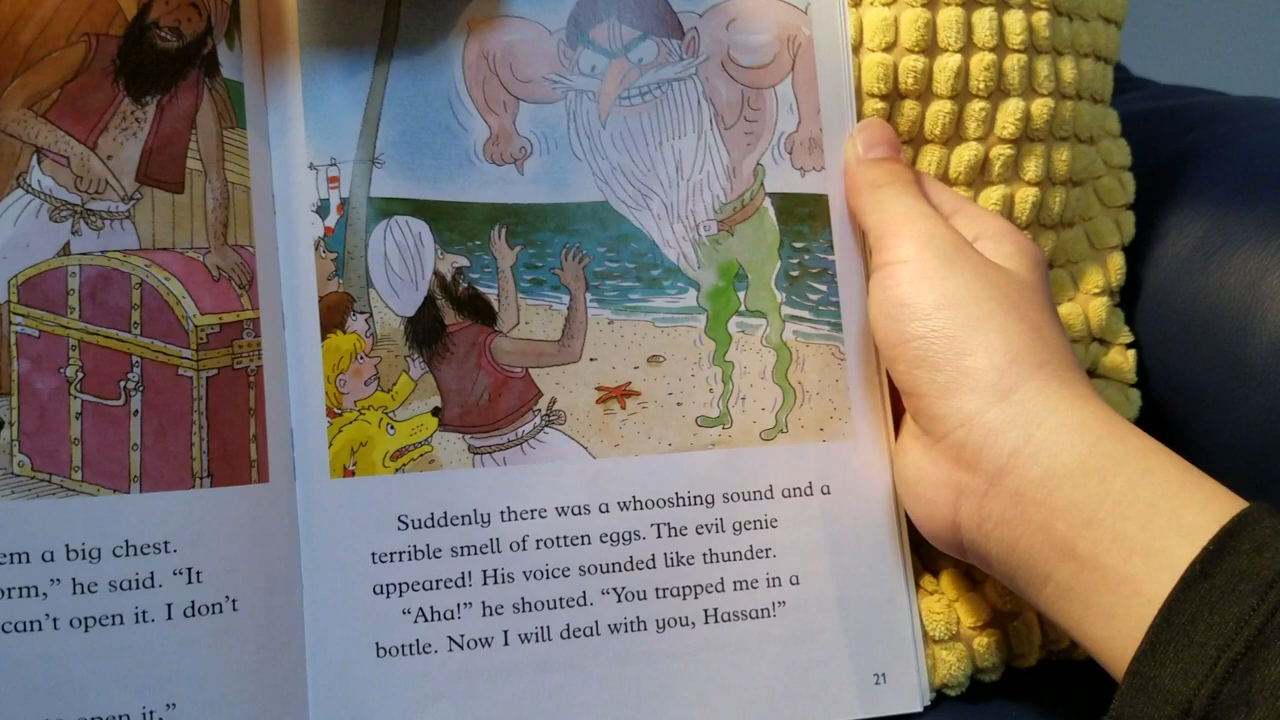 em a big chest.
orm,” he said. “It
can’t open it. I don’t
open it,”
Suddenly there was a whooshing sound and a
terrible smell of rotten eggs. The evil genie
appeared! His voice sounded like thunder.
“Aha!” he shouted. “You trapped me in a
bottle. Now I will deal with you, Hassan!”
21